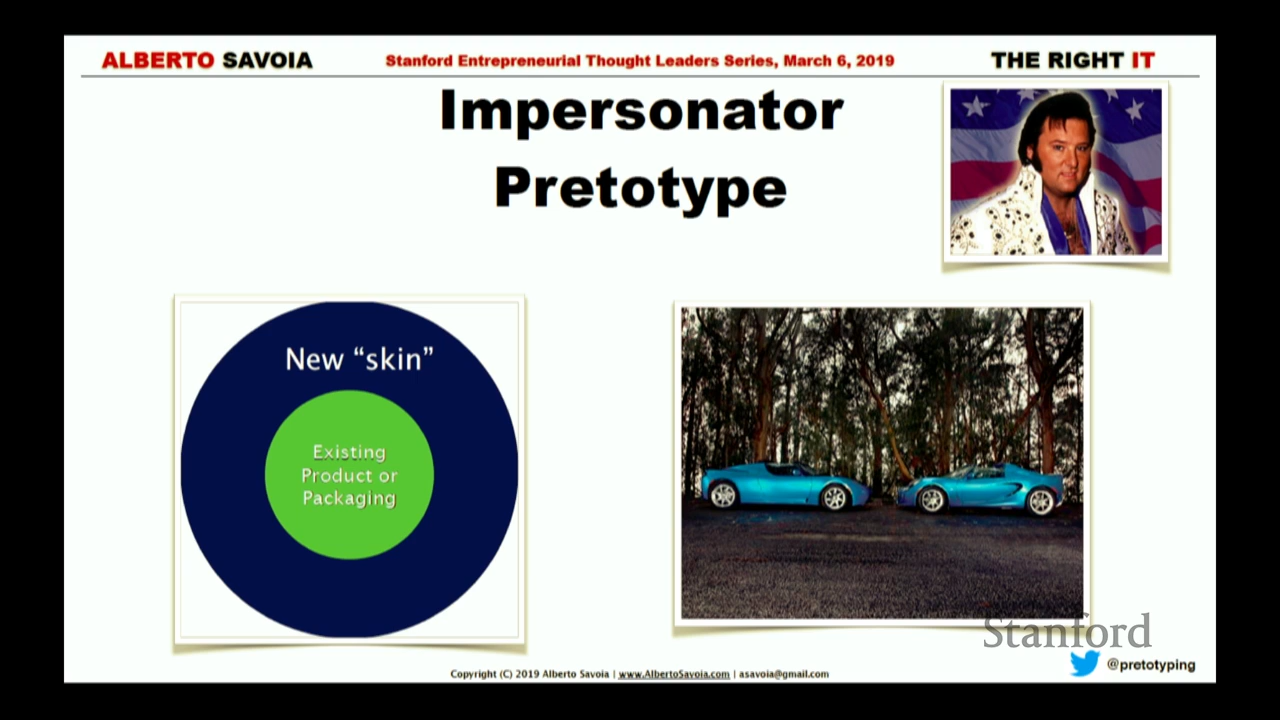 ALBERTO SAVOIA
Stanford Entrepreneurial Thought Leaders Series, March 6, 2019
THE RIGHT IT
Impersonator
Pretotype
New “skin”
Existing
Product or
Packaging
Stanford
@pretotyping
Copyright (C) 2019 Alberto Savoia | www.AlbertoSavoia.com | asavoia@gmail.com